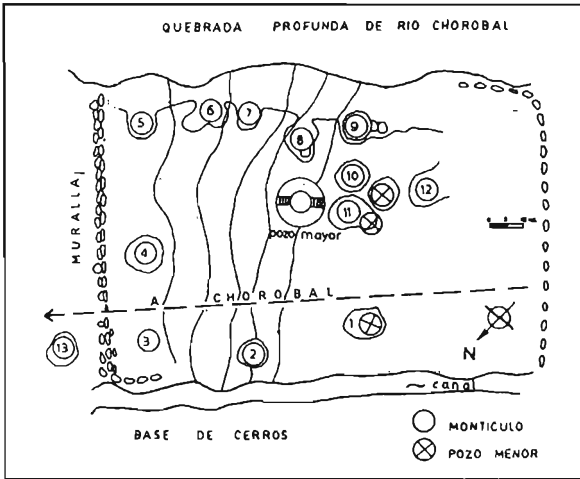 QUEBRADA PROFUNDA DE RIO CHOROBAL
5
6
7
8
9
10
11
12
MURALLA
pozo mayor
4
A CHOROBAL
13
3
2
1
N
canal
MONTICULO
POZO MENOR
BASE DE CERROS